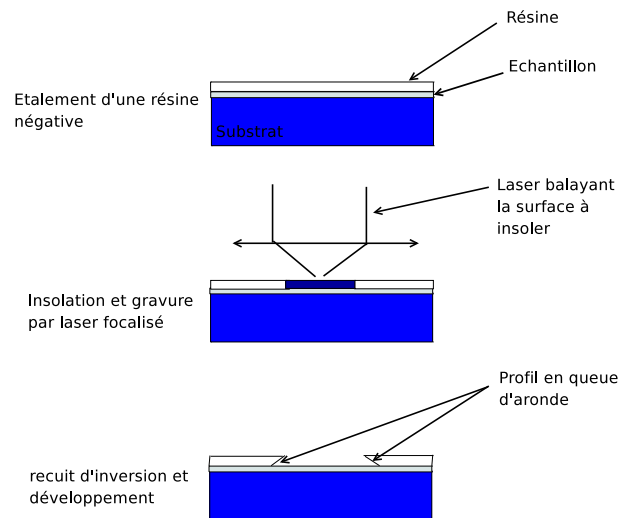 Résine
Echantillon
Etalement d'une résine
négative
Substrat
Laser balayant
la surface à
insoler
Insolation et gravure
par laser focalisé
Profil en queue
d'aronde
recuit d'inversion et
développement